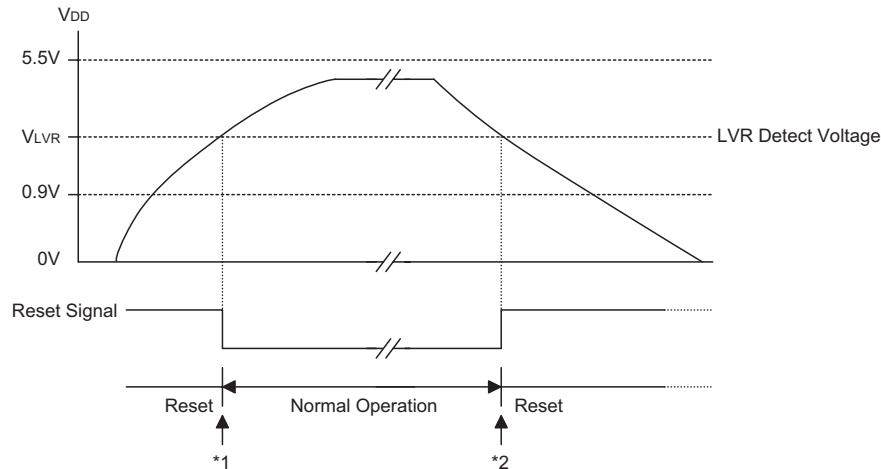 VDD
5.5V
VLVR
LVR Detect Voltage
0.9V
0V
Reset Signal
Reset
Normal Operation
Reset
*1
*2